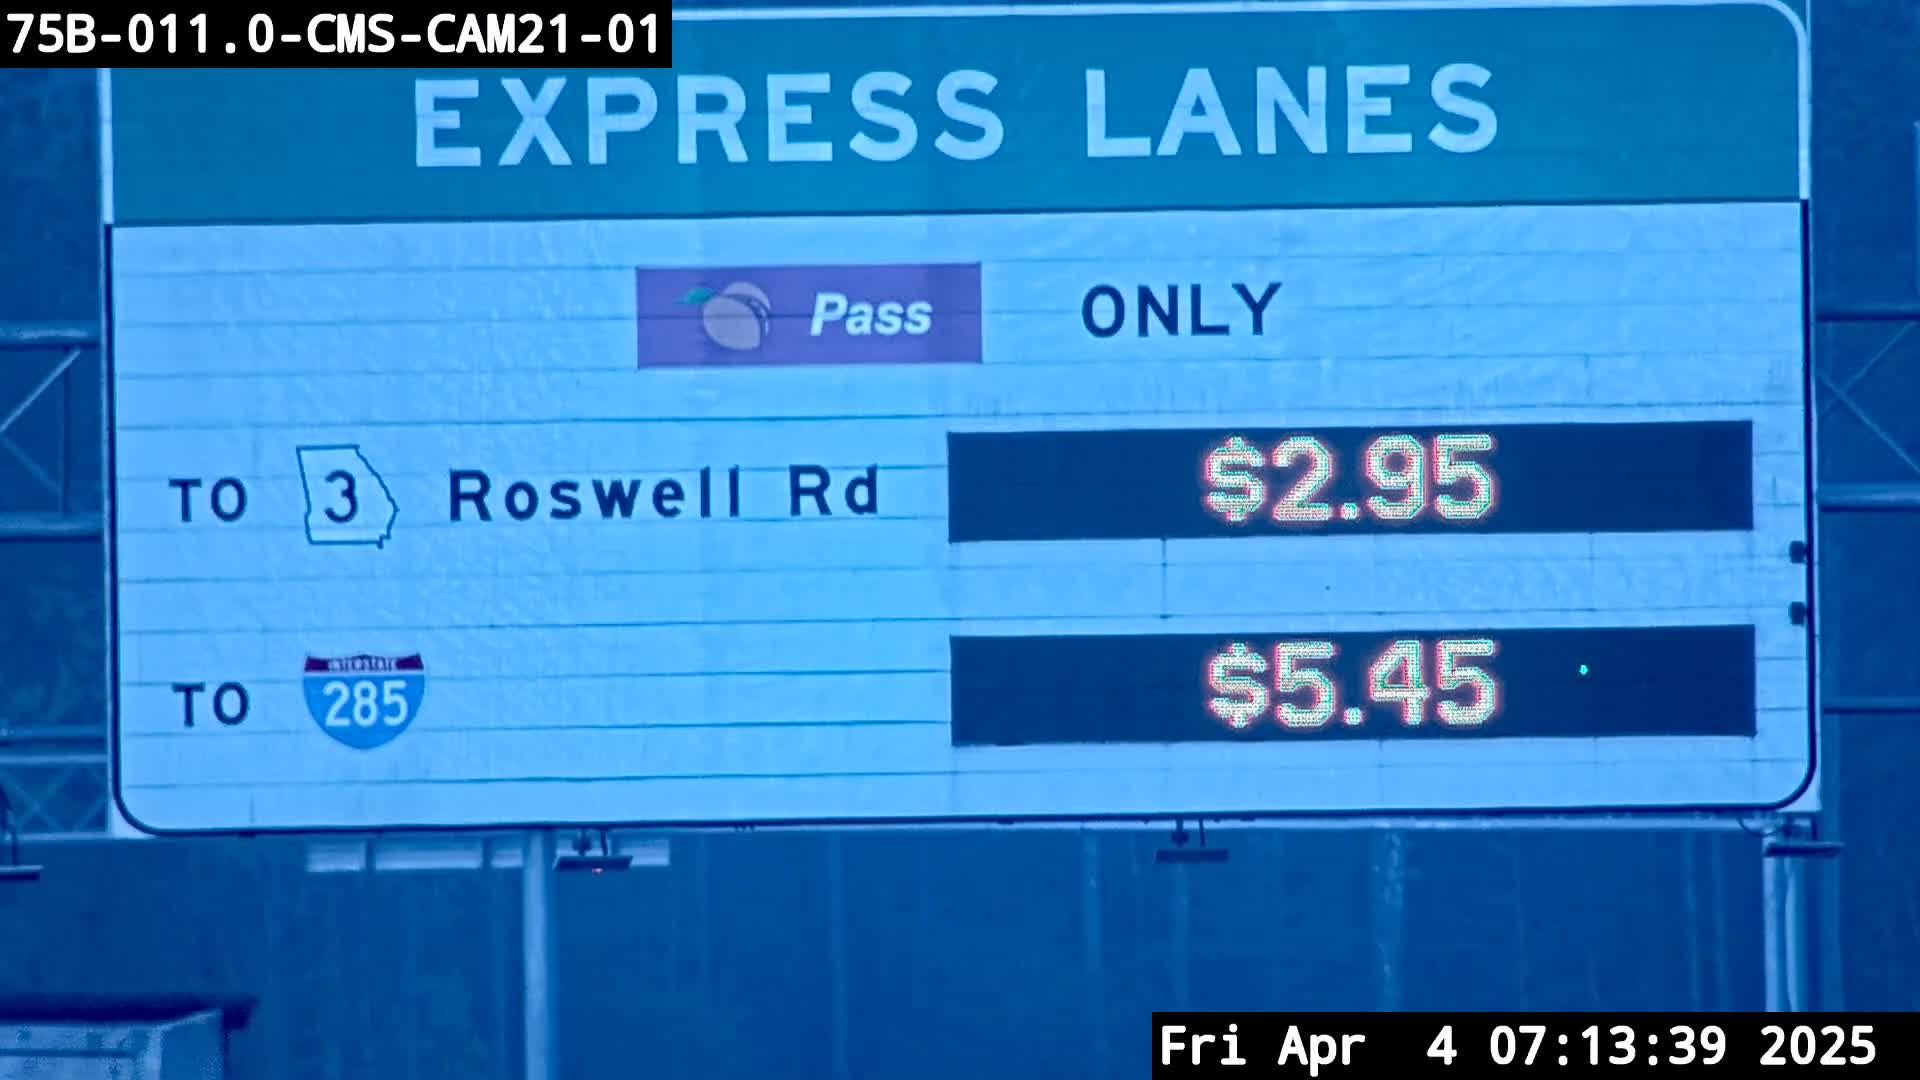 75B-011.0-CMS-CAM21-01
EXPRESS LANES
Pass ONLY
TO 3 Roswell Rd $2.95
INTERSTATE
TO 285 $5.45
Fri Apr 4 07:13:39 2025